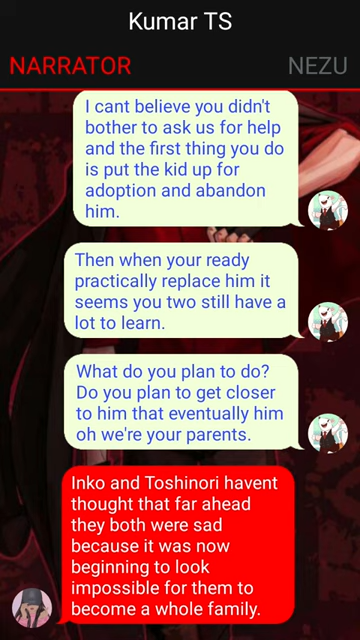 Kumar TS
NARRATOR NEZU
I cant believe you didn't
bother to ask us for help
and the first thing you do
is put the kid up for
adoption and abandon
him.
Then when your ready
practically replace him it
seems you two still have a
lot to learn.
What do you plan to do?
Do you plan to get closer
to him that eventually him
oh we're your parents.
Inko and Toshinori havent
thought that far ahead
they both were sad
because it was now
beginning to look
impossible for them to
become a whole family.